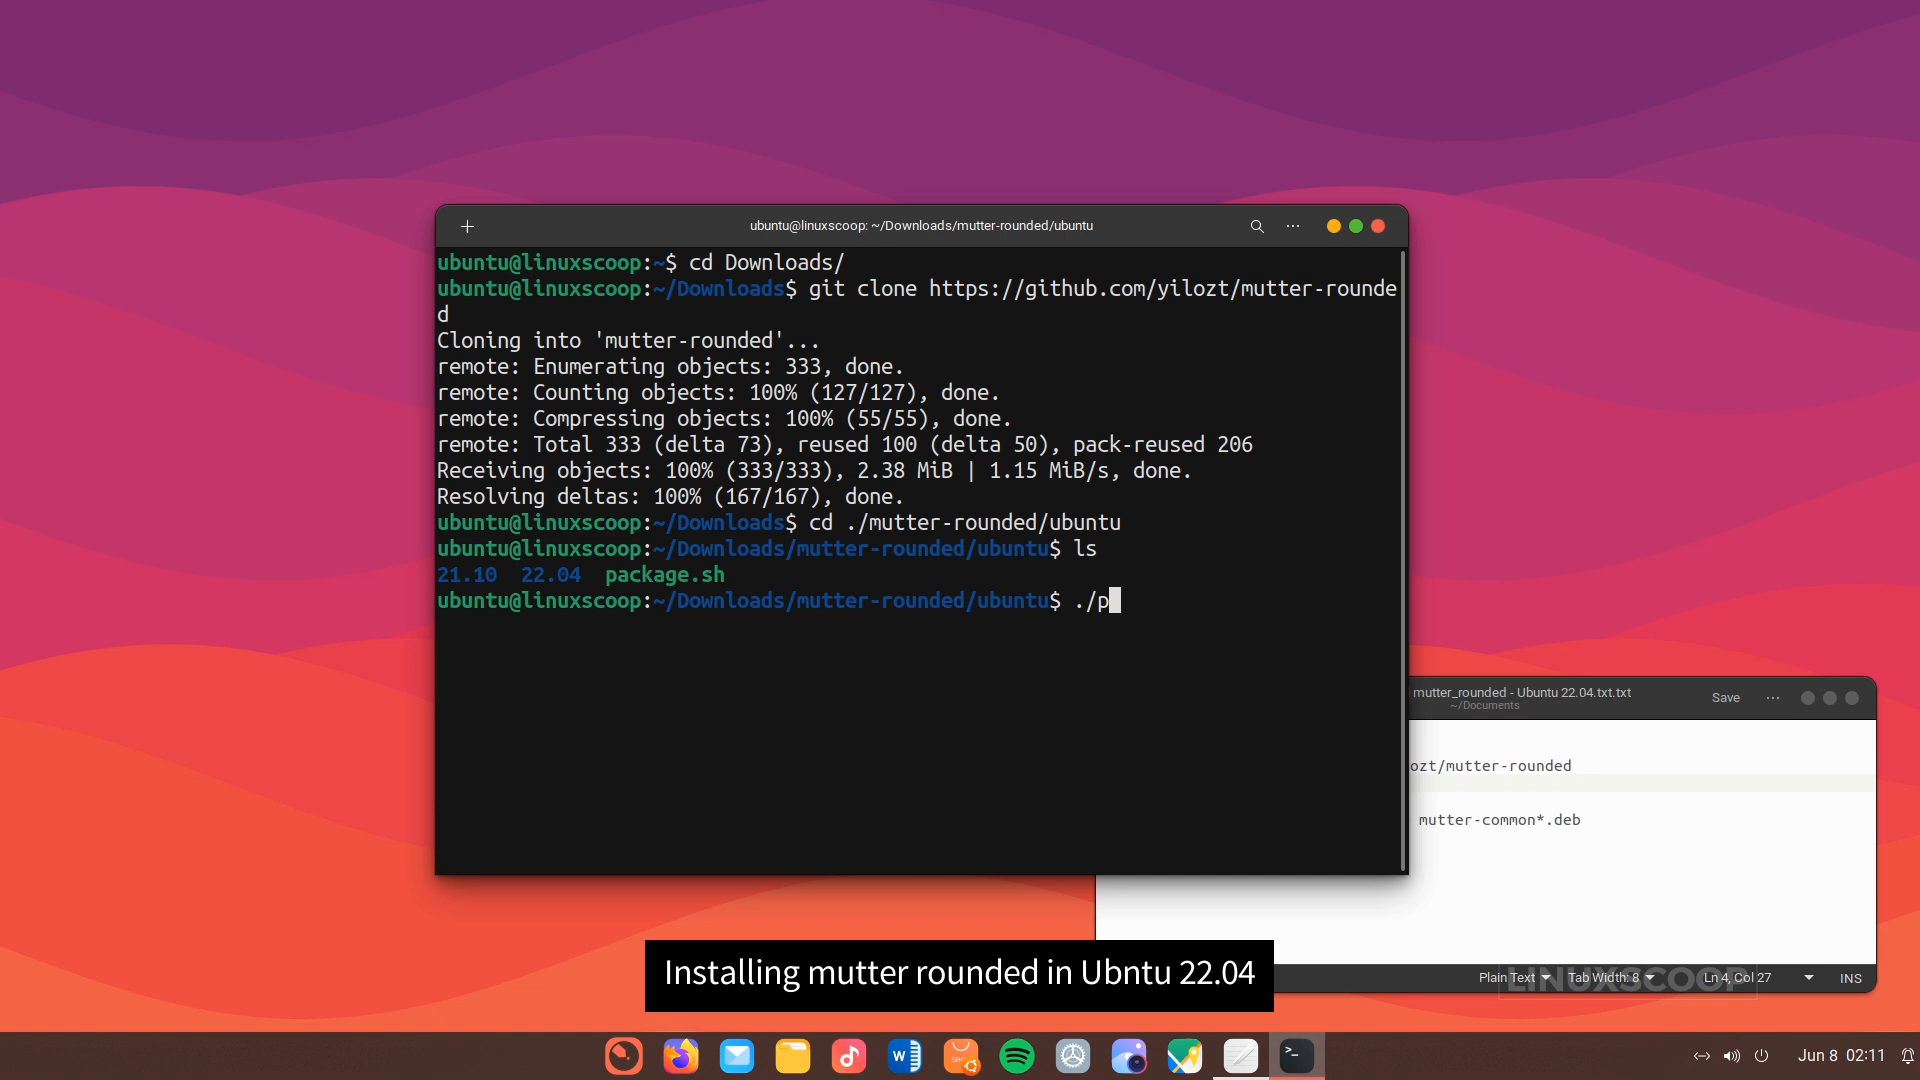 ubuntu@linuxscoop: ~/Downloads/mutter-rounded/ubuntu
ubuntu@linuxscoop:~$ cd Downloads/
ubuntu@linuxscoop:~/Downloads$ git clone https://github.com/yilozt/mutter-rounde
d
Cloning into 'mutter-rounded'...
remote: Enumerating objects: 333, done.
remote: Counting objects: 100% (127/127), done.
remote: Compressing objects: 100% (55/55), done.
remote: Total 333 (delta 73), reused 100 (delta 50), pack-reused 206
Receiving objects: 100% (333/333), 2.38 MiB | 1.15 MiB/s, done.
Resolving deltas: 100% (167/167), done.
ubuntu@linuxscoop:~/Downloads$ cd ./mutter-rounded/ubuntu
ubuntu@linuxscoop:~/Downloads/mutter-rounded/ubuntu$ ls
21.10 22.04 package.sh
ubuntu@linuxscoop:~/Downloads/mutter-rounded/ubuntu$ ./p
mutter_rounded - Ubuntu 22.04.txt.txt
~/Documents
Save
ozt/mutter-rounded
mutter-common*.deb
Installing mutter rounded in Ubntu 22.04
Plain Text Tab Width: 8 Ln 4, Col 27 INS
LINUXSCOOP
W
Jun 8 02:11